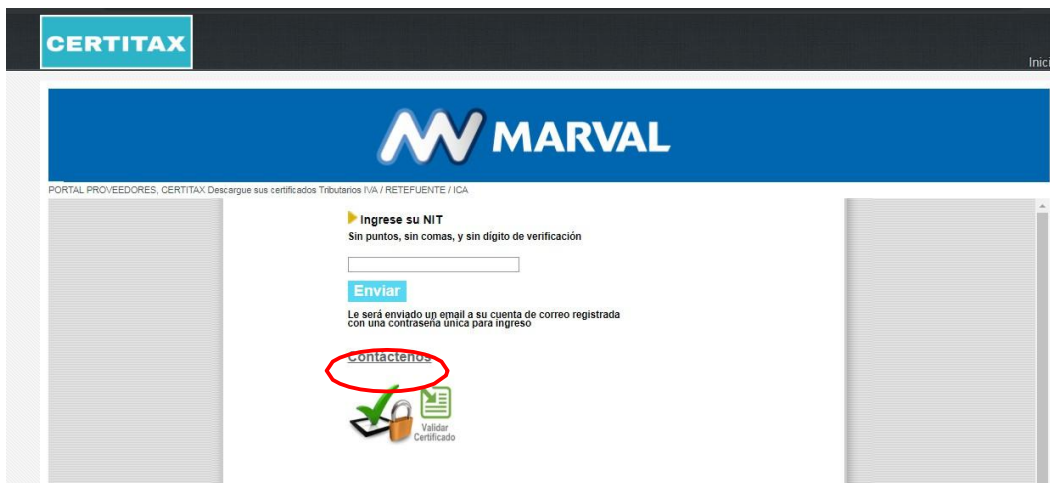 CERTITAX
Inici
MARVAL
PORTAL PROVEEDORES, CERTITAX Descargue sus certificados Tributarios IVA / RETEFUENTE / ICA
Ingrese su NIT
Sin puntos, sin comas, y sin dígito de verificación
Enviar
Le será enviado un email a su cuenta de correo registrada
con una contraseña única para ingreso
Contáctenos
Validar
Certificado